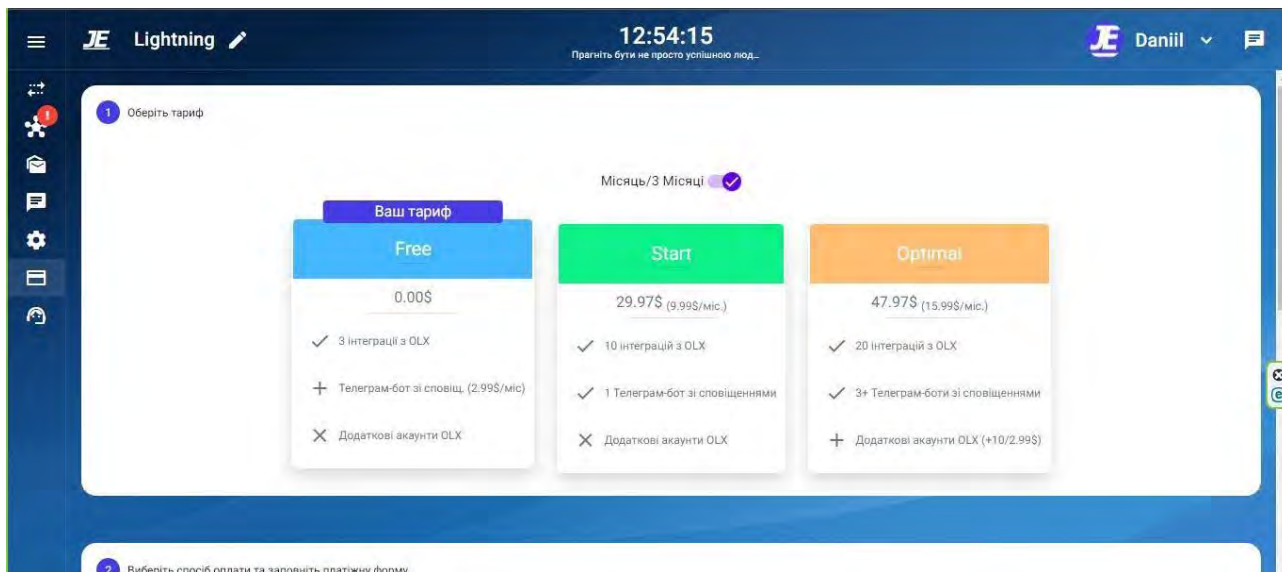 JE Lightning
12:54:15
Прагніть бути не просто успішною люд...
JE Daniil
1 Оберіть тариф
Місяць/3 Місяці
Ваш тариф
Free
0.00$
3 інтеграції з OLX
Телеграм-бот зі сповіщ. (2.99$/міс)
Додаткові акаунти OLX
Start
29.97$ (9.99$/міс.)
10 інтеграцій з OLX
1 Телеграм-бот зі сповіщеннями
Додаткові акаунти OLX
Optimal
47.97$ (15.99$/міс.)
20 інтеграцій з OLX
3+ Телеграм-боти зі сповіщеннями
Додаткові акаунти OLX (+10/2.99$)
2 Виберіть спосіб оплати та заповніть платіжну форму